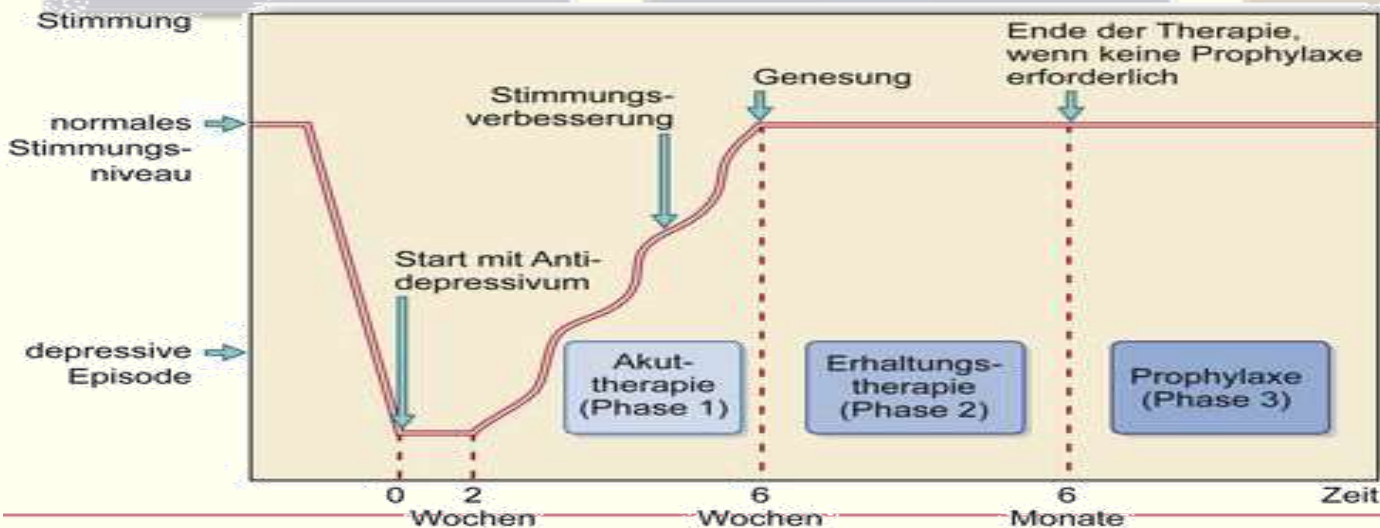 Stimmung
normales
Stimmungs-
niveau
depressive
Episode
Start mit Anti-
depressivum
Stimmungs-
verbesserung
Genesung
Ende der Therapie,
wenn keine Prophylaxe
erforderlich
Akut-
therapie
(Phase 1)
Erhaltungs-
therapie
(Phase 2)
Prophylaxe
(Phase 3)
0 2 6 6 Zeit
Wochen Wochen Monate